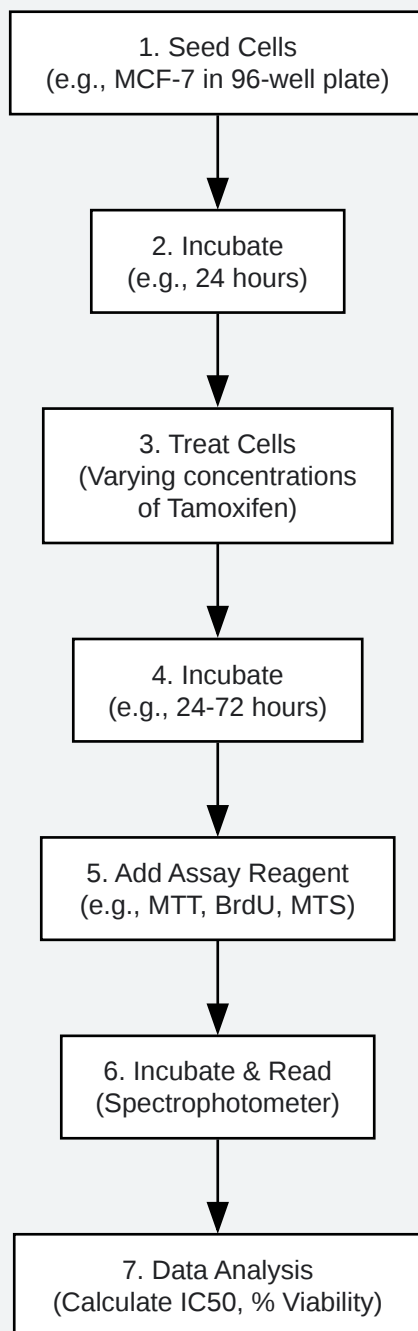 1. Seed Cells
(e.g., MCF-7 in 96-well plate)
2. Incubate
(e.g., 24 hours)
3. Treat Cells
(Varying concentrations
of Tamoxifen)
4. Incubate
(e.g., 24-72 hours)
5. Add Assay Reagent
(e.g., MTT, BrdU, MTS)
6. Incubate & Read
(Spectrophotometer)
7. Data Analysis
(Calculate IC50, % Viability)